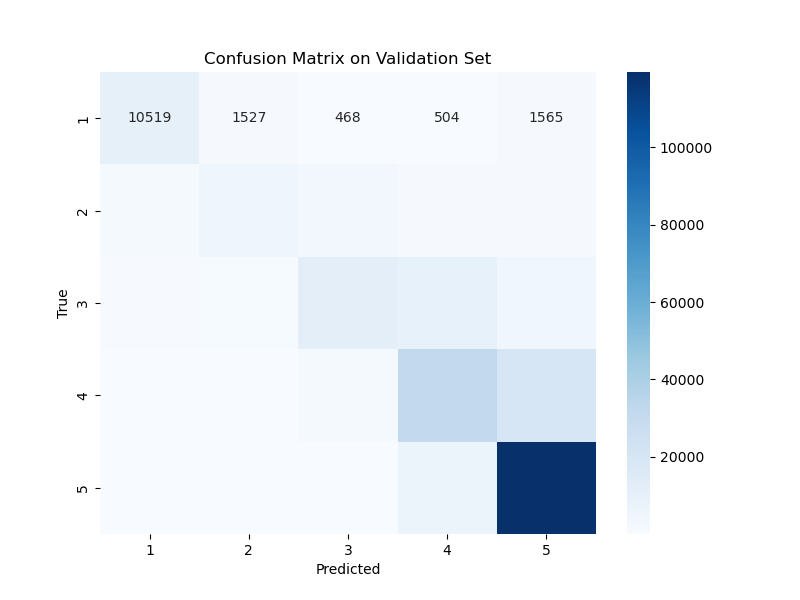 Confusion Matrix on Validation Set
1 10519 1527 468 504 1565
2
3
4
5
1 2 3 4 5
True
Predicted
100000
80000
60000
40000
20000